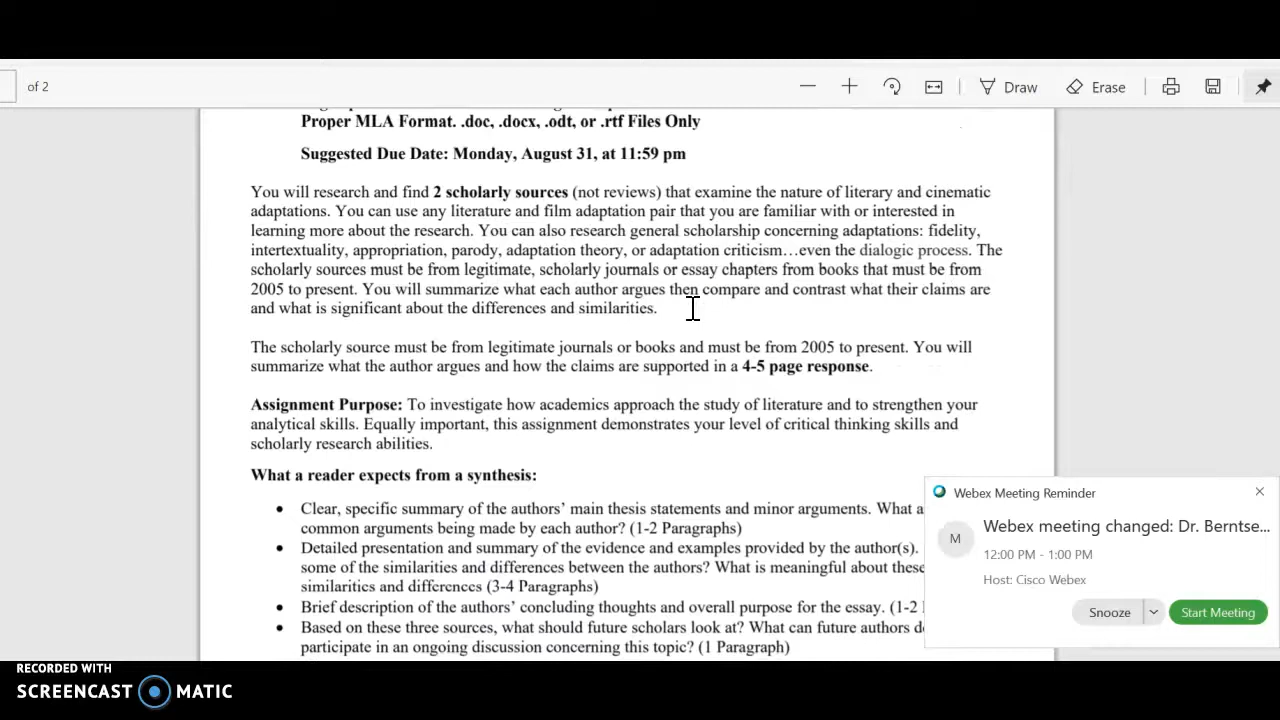 of 2
Draw
Erase
Proper MLA Format. .doc, .docx, .odt, or .rtf Files Only
Suggested Due Date: Monday, August 31, at 11:59 pm
You will research and find 2 scholarly sources (not reviews) that examine the nature of literary and cinematic
adaptations. You can use any literature and film adaptation pair that you are familiar with or interested in
learning more about the research. You can also research general scholarship concerning adaptations: fidelity,
intertextuality, appropriation, parody, adaptation theory, or adaptation criticism…even the dialogic process. The
scholarly sources must be from legitimate, scholarly journals or essay chapters from books that must be from
2005 to present. You will summarize what each author argues then compare and contrast what their claims are
and what is significant about the differences and similarities.
The scholarly source must be from legitimate journals or books and must be from 2005 to present. You will
summarize what the author argues and how the claims are supported in a 4-5 page response.
Assignment Purpose: To investigate how academics approach the study of literature and to strengthen your
analytical skills. Equally important, this assignment demonstrates your level of critical thinking skills and
scholarly research abilities.
What a reader expects from a synthesis:
• Clear, specific summary of the authors’ main thesis statements and minor arguments. What a
common arguments being made by each author? (1-2 Paragraphs)
• Detailed presentation and summary of the evidence and examples provided by the author(s).
some of the similarities and differences between the authors? What is meaningful about these
similarities and differences (3-4 Paragraphs)
• Brief description of the authors’ concluding thoughts and overall purpose for the essay. (1-2
• Based on these three sources, what should future scholars look at? What can future authors d
participate in an ongoing discussion concerning this topic? (1 Paragraph)
Webex Meeting Reminder
M
Webex meeting changed: Dr. Berntse...
12:00 PM - 1:00 PM
Host: Cisco Webex
Snooze
Start Meeting
RECORDED WITH
SCREENCAST MATIC